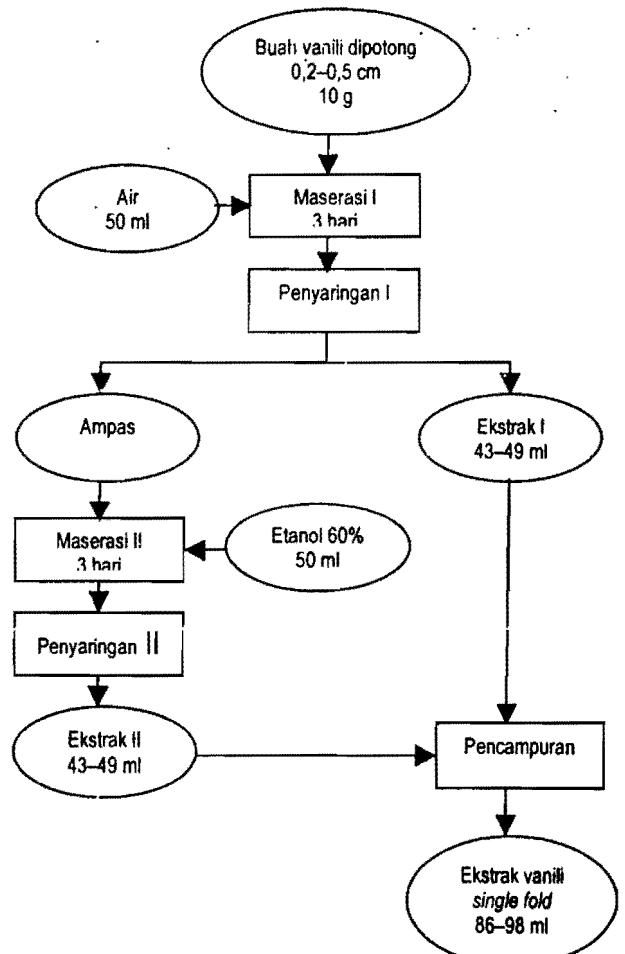 Buah vanili dipotong
0,2–0,5 cm
10 g
Air
50 ml
Maserasi I
3 hari
Penyaringan I
Ampas
Ekstrak I
43–49 ml
Maserasi II
3 hari
Etanol 60%
50 ml
Penyaringan II
Ekstrak II
43–49 ml
Pencampuran
Ekstrak vanili
single fold
86–98 ml